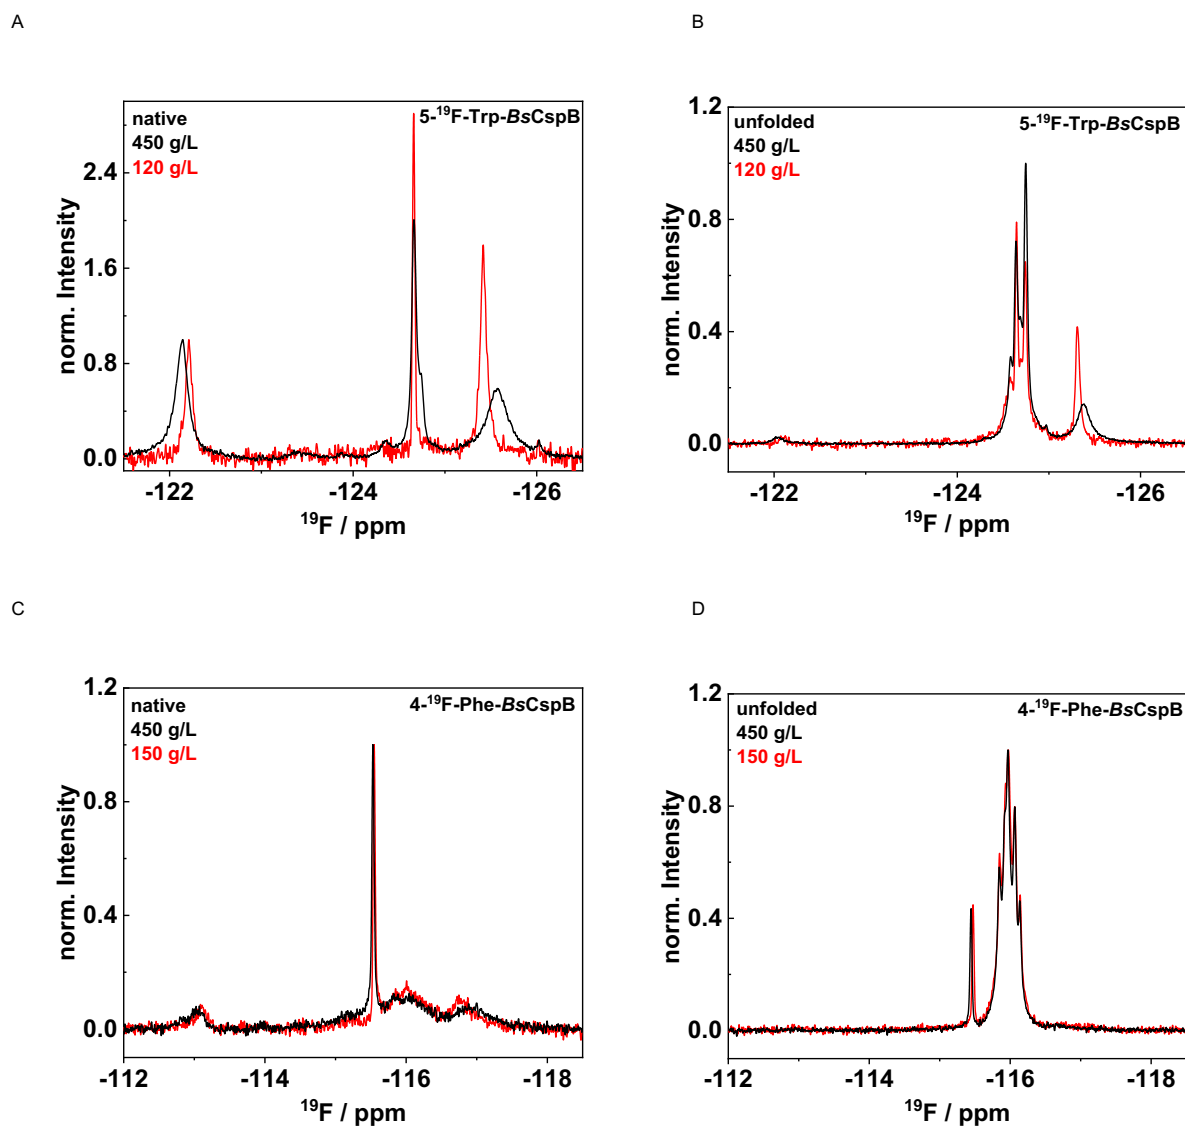 A
B
native
450 g/L
120 g/L
5-¹⁹F-Trp-BsCspB
norm. Intensity
2.4
1.6
0.8
0.0
-122
-124
-126
¹⁹F / ppm
unfolded
450 g/L
120 g/L
5-¹⁹F-Trp-BsCspB
norm. Intensity
1.2
0.8
0.4
0.0
-122
-124
-126
¹⁹F / ppm
C
D
native
450 g/L
150 g/L
4-¹⁹F-Phe-BsCspB
norm. Intensity
1.2
0.8
0.4
0.0
-112
-114
-116
-118
¹⁹F / ppm
unfolded
450 g/L
150 g/L
4-¹⁹F-Phe-BsCspB
norm. Intensity
1.2
0.8
0.4
0.0
-112
-114
-116
-118
¹⁹F / ppm